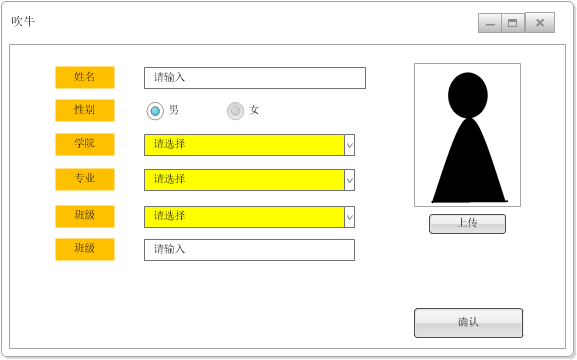 吹牛
姓名 请输入
性别 男 女
学院 请选择
专业 请选择
班级 请选择
班级 请输入
上传
确认